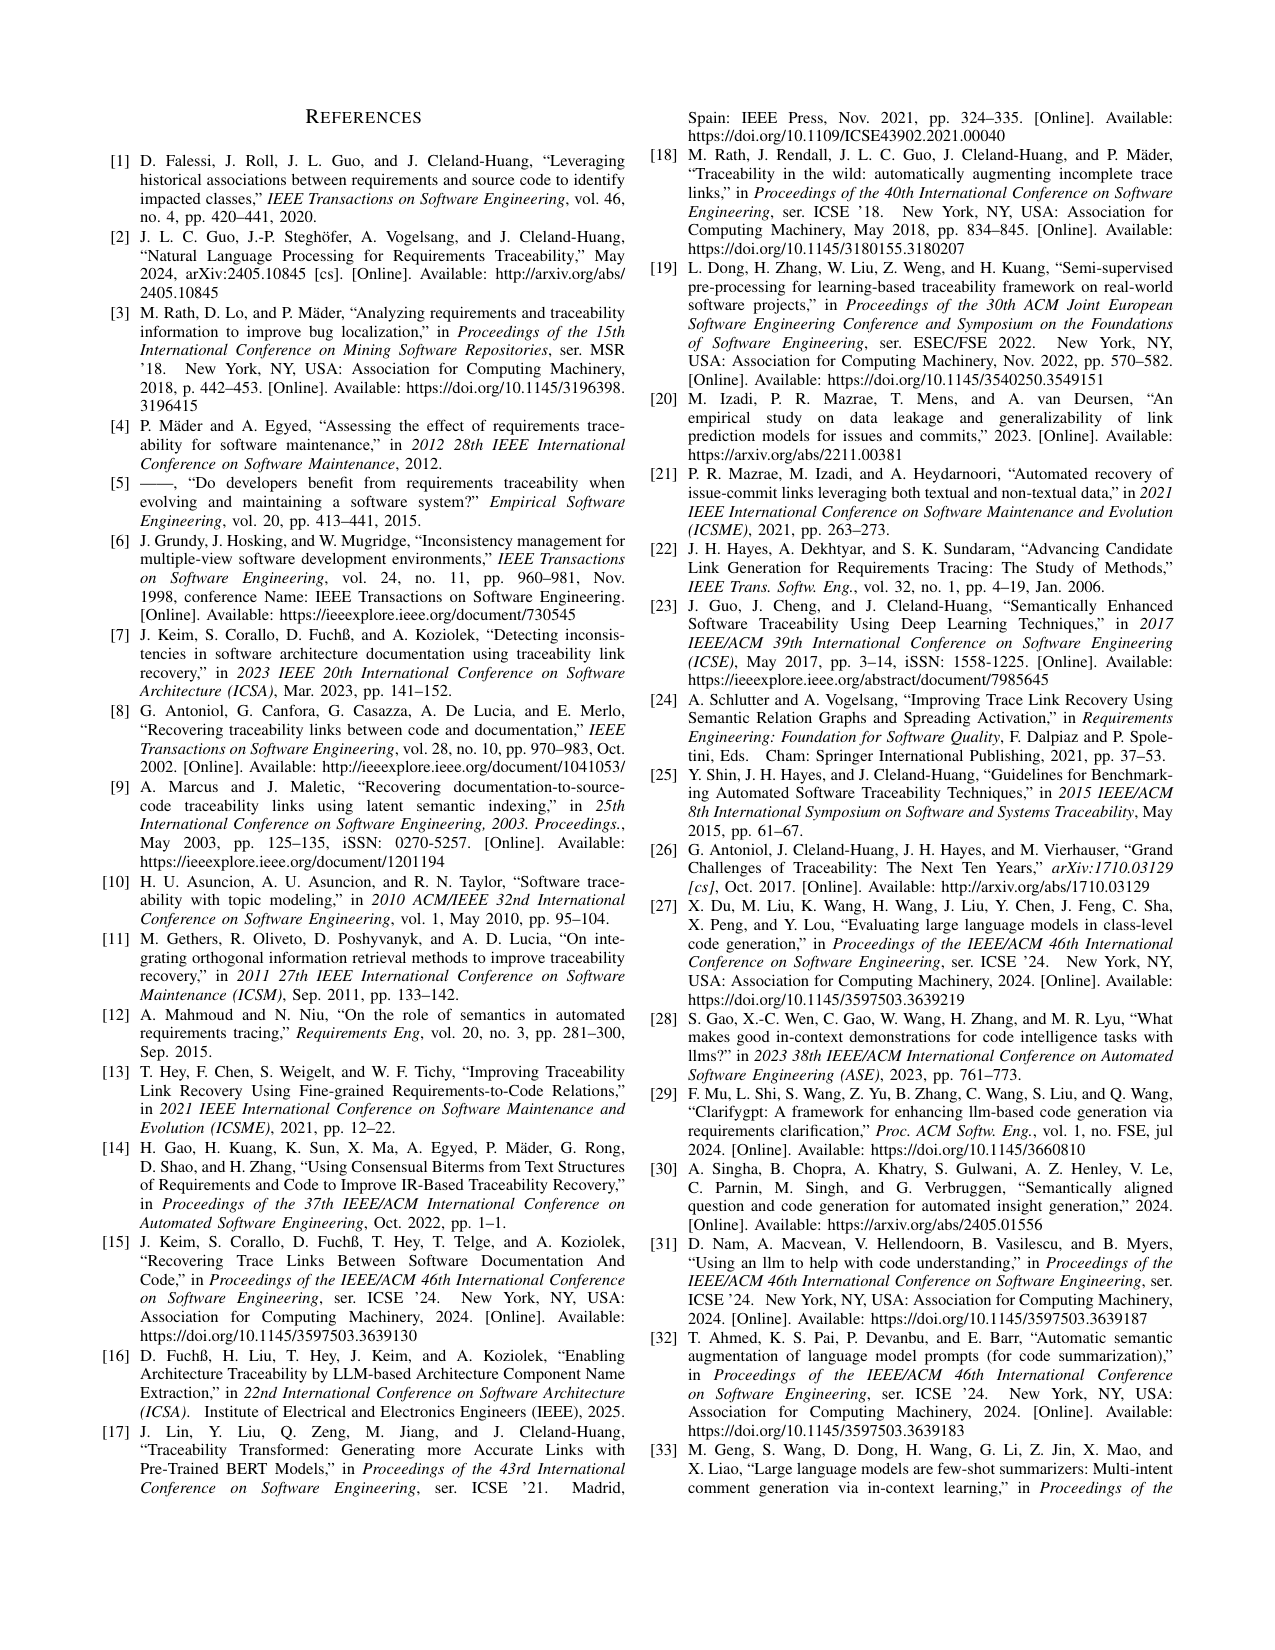 REFERENCES
[1] D. Falessi, J. Roll, J. L. Guo, and J. Cleland-Huang, “Leveraging
historical associations between requirements and source code to identify
impacted classes,” IEEE Transactions on Software Engineering, vol. 46,
no. 4, pp. 420–441, 2020.
[2] J. L. C. Guo, J.-P. Steghöfer, A. Vogelsang, and J. Cleland-Huang,
“Natural Language Processing for Requirements Traceability,” May
2024, arXiv:2405.10845 [cs]. [Online]. Available: http://arxiv.org/abs/
2405.10845
[3] M. Rath, D. Lo, and P. Mäder, “Analyzing requirements and traceability
information to improve bug localization,” in Proceedings of the 15th
International Conference on Mining Software Repositories, ser. MSR
’18. New York, NY, USA: Association for Computing Machinery,
2018, p. 442–453. [Online]. Available: https://doi.org/10.1145/3196398.
3196415
[4] P. Mäder and A. Egyed, “Assessing the effect of requirements trace-
ability for software maintenance,” in 2012 28th IEEE International
Conference on Software Maintenance, 2012.
[5] ——, “Do developers benefit from requirements traceability when
evolving and maintaining a software system?” Empirical Software
Engineering, vol. 20, pp. 413–441, 2015.
[6] J. Grundy, J. Hosking, and W. Mugridge, “Inconsistency management for
multiple-view software development environments,” IEEE Transactions
on Software Engineering, vol. 24, no. 11, pp. 960–981, Nov.
1998, conference Name: IEEE Transactions on Software Engineering.
[Online]. Available: https://ieeexplore.ieee.org/document/730545
[7] J. Keim, S. Corallo, D. Fuchß, and A. Koziolek, “Detecting inconsis-
tencies in software architecture documentation using traceability link
recovery,” in 2023 IEEE 20th International Conference on Software
Architecture (ICSA), Mar. 2023, pp. 141–152.
[8] G. Antoniol, G. Canfora, G. Casazza, A. De Lucia, and E. Merlo,
“Recovering traceability links between code and documentation,” IEEE
Transactions on Software Engineering, vol. 28, no. 10, pp. 970–983, Oct.
2002. [Online]. Available: http://ieeexplore.ieee.org/document/1041053/
[9] A. Marcus and J. Maletic, “Recovering documentation-to-source-
code traceability links using latent semantic indexing,” in 25th
International Conference on Software Engineering, 2003. Proceedings.,
May 2003, pp. 125–135, iSSN: 0270-5257. [Online]. Available:
https://ieeexplore.ieee.org/document/1201194
[10] H. U. Asuncion, A. U. Asuncion, and R. N. Taylor, “Software trace-
ability with topic modeling,” in 2010 ACM/IEEE 32nd International
Conference on Software Engineering, vol. 1, May 2010, pp. 95–104.
[11] M. Gethers, R. Oliveto, D. Poshyvanyk, and A. D. Lucia, “On inte-
grating orthogonal information retrieval methods to improve traceability
recovery,” in 2011 27th IEEE International Conference on Software
Maintenance (ICSM), Sep. 2011, pp. 133–142.
[12] A. Mahmoud and N. Niu, “On the role of semantics in automated
requirements tracing,” Requirements Eng, vol. 20, no. 3, pp. 281–300,
Sep. 2015.
[13] T. Hey, F. Chen, S. Weigelt, and W. F. Tichy, “Improving Traceability
Link Recovery Using Fine-grained Requirements-to-Code Relations,”
in 2021 IEEE International Conference on Software Maintenance and
Evolution (ICSME), 2021, pp. 12–22.
[14] H. Gao, H. Kuang, K. Sun, X. Ma, A. Egyed, P. Mäder, G. Rong,
D. Shao, and H. Zhang, “Using Consensual Biterms from Text Structures
of Requirements and Code to Improve IR-Based Traceability Recovery,”
in Proceedings of the 37th IEEE/ACM International Conference on
Automated Software Engineering, Oct. 2022, pp. 1–1.
[15] J. Keim, S. Corallo, D. Fuchß, T. Hey, T. Telge, and A. Koziolek,
“Recovering Trace Links Between Software Documentation And
Code,” in Proceedings of the IEEE/ACM 46th International Conference
on Software Engineering, ser. ICSE ’24. New York, NY, USA:
Association for Computing Machinery, 2024. [Online]. Available:
https://doi.org/10.1145/3597503.3639130
[16] D. Fuchß, H. Liu, T. Hey, J. Keim, and A. Koziolek, “Enabling
Architecture Traceability by LLM-based Architecture Component Name
Extraction,” in 22nd International Conference on Software Architecture
(ICSA). Institute of Electrical and Electronics Engineers (IEEE), 2025.
[17] J. Lin, Y. Liu, Q. Zeng, M. Jiang, and J. Cleland-Huang,
“Traceability Transformed: Generating more Accurate Links with
Pre-Trained BERT Models,” in Proceedings of the 43rd International
Conference on Software Engineering, ser. ICSE ’21. Madrid,
Spain: IEEE Press, Nov. 2021, pp. 324–335. [Online]. Available:
https://doi.org/10.1109/ICSE43902.2021.00040
[18] M. Rath, J. Rendall, J. L. C. Guo, J. Cleland-Huang, and P. Mäder,
“Traceability in the wild: automatically augmenting incomplete trace
links,” in Proceedings of the 40th International Conference on Software
Engineering, ser. ICSE ’18. New York, NY, USA: Association for
Computing Machinery, May 2018, pp. 834–845. [Online]. Available:
https://doi.org/10.1145/3180155.3180207
[19] L. Dong, H. Zhang, W. Liu, Z. Weng, and H. Kuang, “Semi-supervised
pre-processing for learning-based traceability framework on real-world
software projects,” in Proceedings of the 30th ACM Joint European
Software Engineering Conference and Symposium on the Foundations
of Software Engineering, ser. ESEC/FSE 2022. New York, NY,
USA: Association for Computing Machinery, Nov. 2022, pp. 570–582.
[Online]. Available: https://doi.org/10.1145/3540250.3549151
[20] M. Izadi, P. R. Mazrae, T. Mens, and A. van Deursen, “An
empirical study on data leakage and generalizability of link
prediction models for issues and commits,” 2023. [Online]. Available:
https://arxiv.org/abs/2211.00381
[21] P. R. Mazrae, M. Izadi, and A. Heydarnoori, “Automated recovery of
issue-commit links leveraging both textual and non-textual data,” in 2021
IEEE International Conference on Software Maintenance and Evolution
(ICSME), 2021, pp. 263–273.
[22] J. H. Hayes, A. Dekhtyar, and S. K. Sundaram, “Advancing Candidate
Link Generation for Requirements Tracing: The Study of Methods,”
IEEE Trans. Softw. Eng., vol. 32, no. 1, pp. 4–19, Jan. 2006.
[23] J. Guo, J. Cheng, and J. Cleland-Huang, “Semantically Enhanced
Software Traceability Using Deep Learning Techniques,” in 2017
IEEE/ACM 39th International Conference on Software Engineering
(ICSE), May 2017, pp. 3–14, iSSN: 1558-1225. [Online]. Available:
https://ieeexplore.ieee.org/abstract/document/7985645
[24] A. Schlutter and A. Vogelsang, “Improving Trace Link Recovery Using
Semantic Relation Graphs and Spreading Activation,” in Requirements
Engineering: Foundation for Software Quality, F. Dalpiaz and P. Spole-
tini, Eds. Cham: Springer International Publishing, 2021, pp. 37–53.
[25] Y. Shin, J. H. Hayes, and J. Cleland-Huang, “Guidelines for Benchmark-
ing Automated Software Traceability Techniques,” in 2015 IEEE/ACM
8th International Symposium on Software and Systems Traceability, May
2015, pp. 61–67.
[26] G. Antoniol, J. Cleland-Huang, J. H. Hayes, and M. Vierhauser, “Grand
Challenges of Traceability: The Next Ten Years,” arXiv:1710.03129
[cs], Oct. 2017. [Online]. Available: http://arxiv.org/abs/1710.03129
[27] X. Du, M. Liu, K. Wang, H. Wang, J. Liu, Y. Chen, J. Feng, C. Sha,
X. Peng, and Y. Lou, “Evaluating large language models in class-level
code generation,” in Proceedings of the IEEE/ACM 46th International
Conference on Software Engineering, ser. ICSE ’24. New York, NY,
USA: Association for Computing Machinery, 2024. [Online]. Available:
https://doi.org/10.1145/3597503.3639219
[28] S. Gao, X.-C. Wen, C. Gao, W. Wang, H. Zhang, and M. R. Lyu, “What
makes good in-context demonstrations for code intelligence tasks with
llms?” in 2023 38th IEEE/ACM International Conference on Automated
Software Engineering (ASE), 2023, pp. 761–773.
[29] F. Mu, L. Shi, S. Wang, Z. Yu, B. Zhang, C. Wang, S. Liu, and Q. Wang,
“Clarifygpt: A framework for enhancing llm-based code generation via
requirements clarification,” Proc. ACM Softw. Eng., vol. 1, no. FSE, jul
2024. [Online]. Available: https://doi.org/10.1145/3660810
[30] A. Singha, B. Chopra, A. Khatry, S. Gulwani, A. Z. Henley, V. Le,
C. Parnin, M. Singh, and G. Verbruggen, “Semantically aligned
question and code generation for automated insight generation,” 2024.
[Online]. Available: https://arxiv.org/abs/2405.01556
[31] D. Nam, A. Macvean, V. Hellendoorn, B. Vasilescu, and B. Myers,
“Using an llm to help with code understanding,” in Proceedings of the
IEEE/ACM 46th International Conference on Software Engineering, ser.
ICSE ’24. New York, NY, USA: Association for Computing Machinery,
2024. [Online]. Available: https://doi.org/10.1145/3597503.3639187
[32] T. Ahmed, K. S. Pai, P. Devanbu, and E. Barr, “Automatic semantic
augmentation of language model prompts (for code summarization),”
in Proceedings of the IEEE/ACM 46th International Conference
on Software Engineering, ser. ICSE ’24. New York, NY, USA:
Association for Computing Machinery, 2024. [Online]. Available:
https://doi.org/10.1145/3597503.3639183
[33] M. Geng, S. Wang, D. Dong, H. Wang, G. Li, Z. Jin, X. Mao, and
X. Liao, “Large language models are few-shot summarizers: Multi-intent
comment generation via in-context learning,” in Proceedings of the